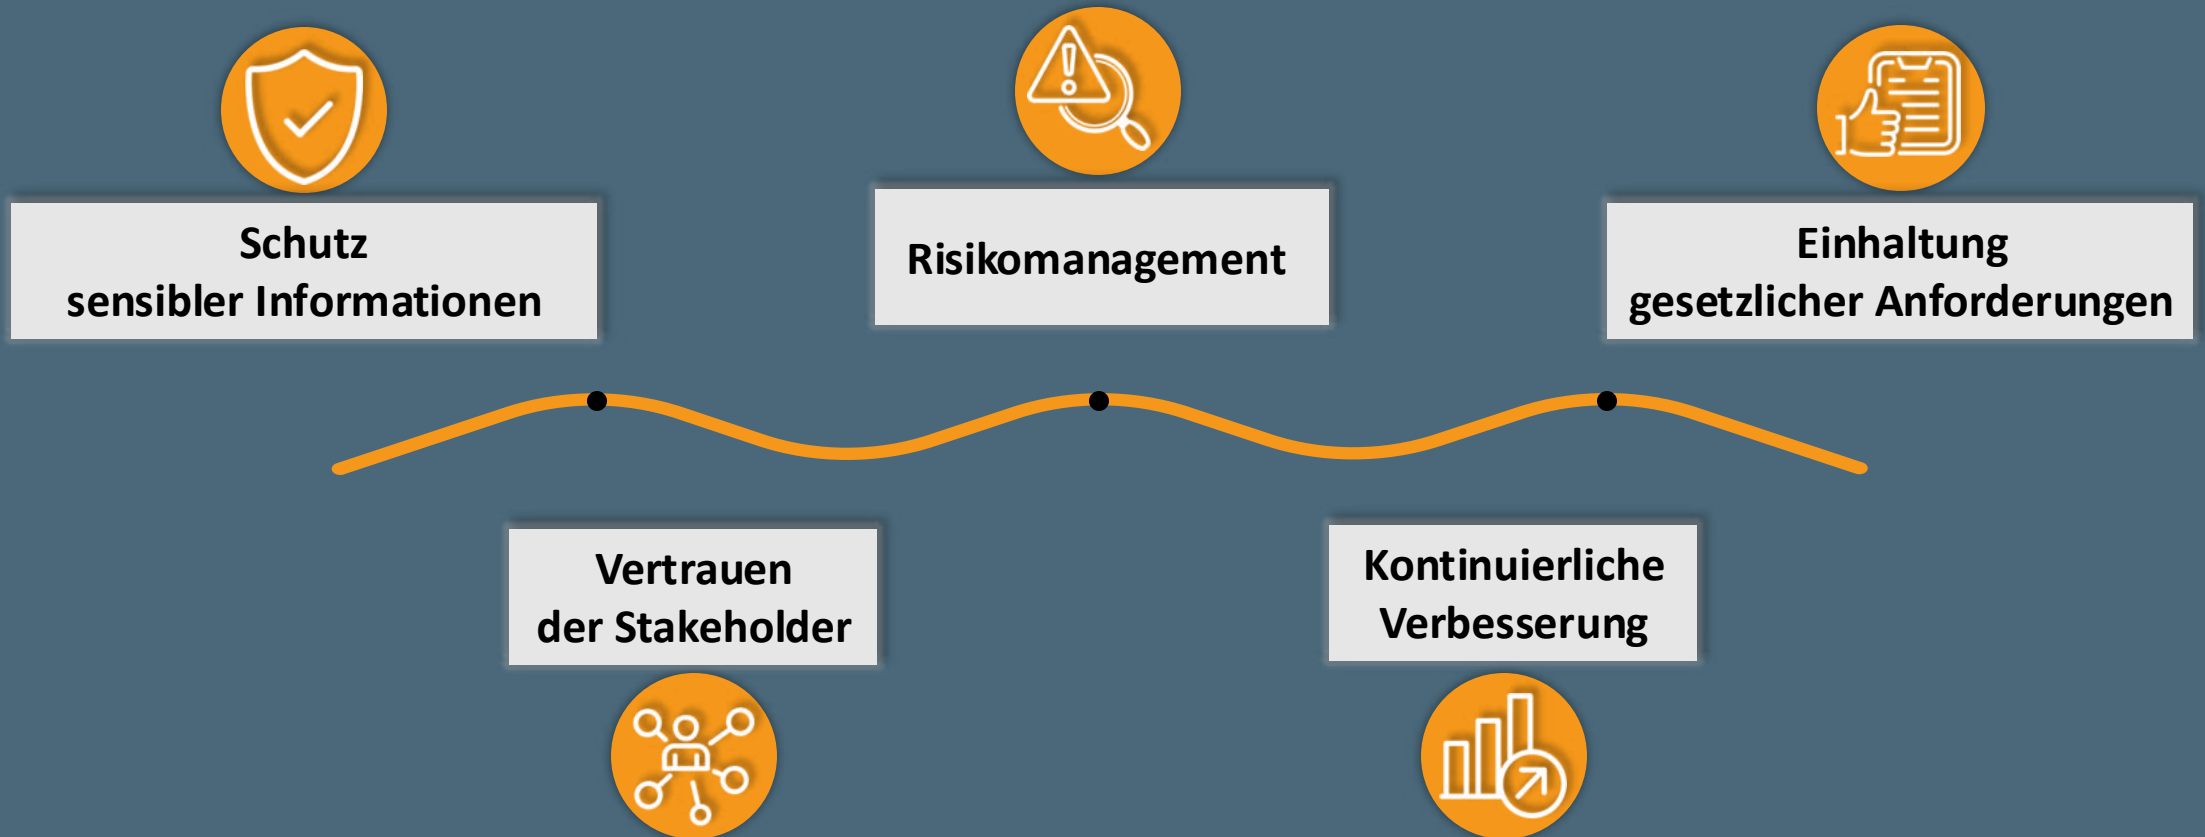 Schutz
sensibler Informationen
Risikomanagement
Einhaltung
gesetzlicher Anforderungen
Vertrauen
der Stakeholder
Kontinuierliche
Verbesserung